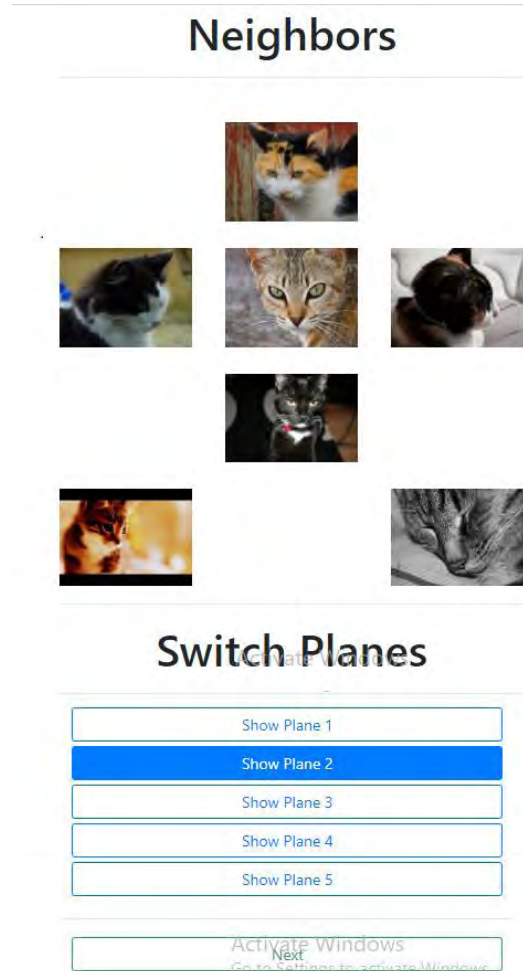 Neighbors
Switch Planes
Activate Windows
Show Plane 1
Show Plane 2
Show Plane 3
Show Plane 4
Show Plane 5
Activate Windows
Next
Go to Settings to activate Windows